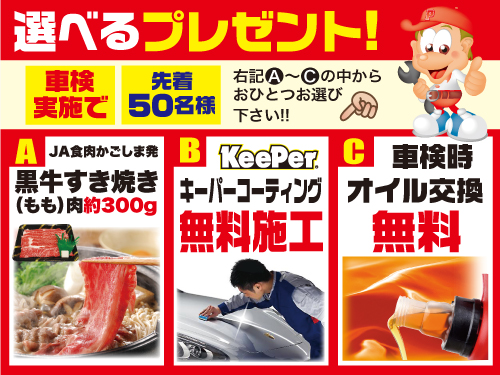 選べるプレゼント!
車検
実施で
先着
50名様
右記A〜Cの中から
おひとつお選び
下さい!!
A
JA食肉かごしま発
黒牛すき焼き
(もも)肉約300g
B
KeePer
キーパーコーティング
無料施工
C
車検時
オイル交換
無料